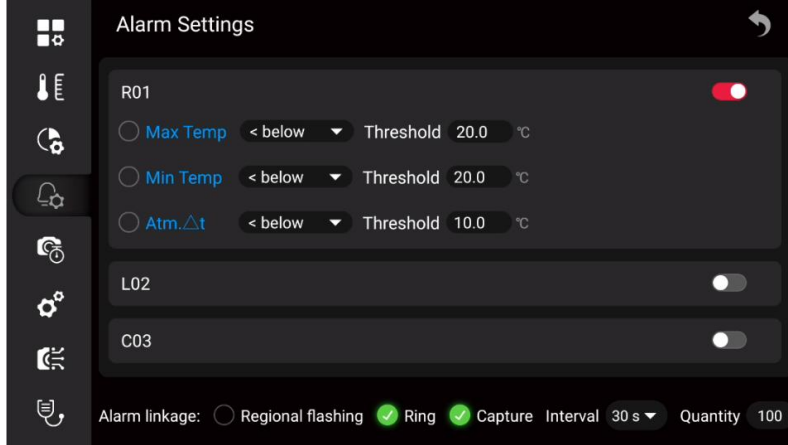 Alarm Settings
R01
Max Temp < below Threshold 20.0 °C
Min Temp < below Threshold 20.0 °C
Atm.△t < below Threshold 10.0 °C
L02
C03
Alarm linkage: Regional flashing Ring Capture Interval 30 s Quantity 100